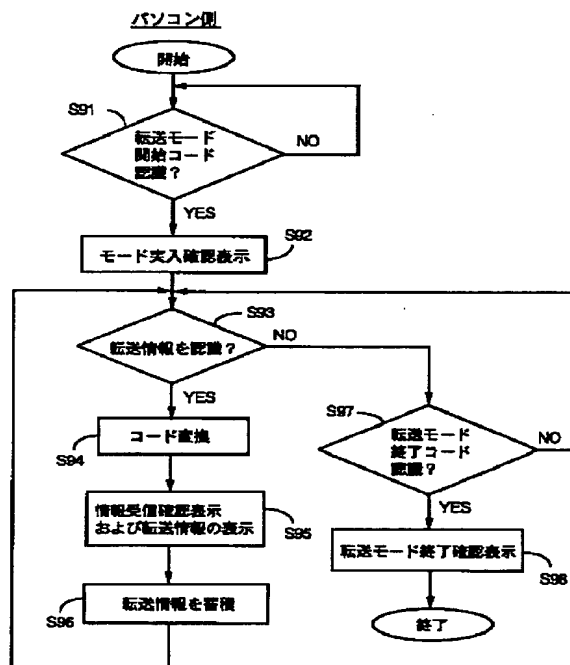 パソコン側
開始
S91
転送モード
開始コード
認識？
NO
YES
S92
モード突入確認表示
S93
転送情報を認識？
NO
YES
S94
コード変換
S97
転送モード
終了コード
認識？
NO
YES
情報受信確認表示
および転送情報の表示
S95
転送モード終了確認表示
S98
S96
転送情報を蓄積
終了